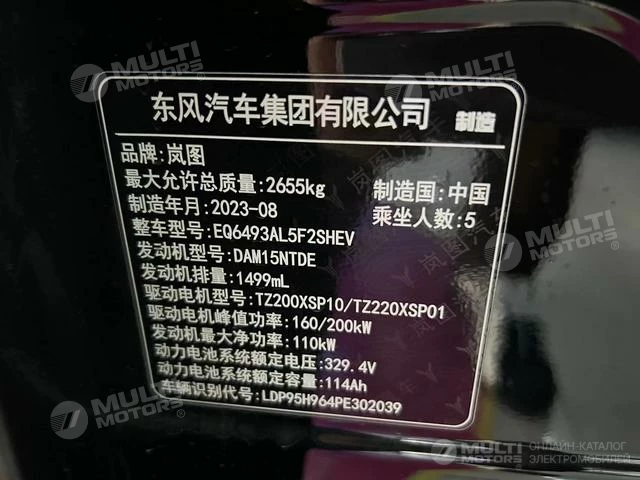 东风汽车集团有限公司 制造
品牌:岚图
最大允许总质量:2655kg 制造国:中国
制造年月:2023-08 乘坐人数:5
整车型号:EQ6493AL5F2SHEV
发动机型号:DAM15NTDE
发动机排量:1499mL
驱动电机型号:TZ200XSP10/TZ220XSP01
驱动电机峰值功率:160/200kW
发动机最大净功率:110kW
动力电池系统额定电压:329.4V
动力电池系统额定容量:114Ah
车辆识别代号:LDP95H964PE302039
MULTI MOTORS
MULTI MOTORS
MULTI MOTORS
MULTI MOTORS
MULTI MOTORS
MULTI MOTORS ОНЛАЙН-КАТАЛОГ ЭЛЕКТРОМОБИЛЕЙ